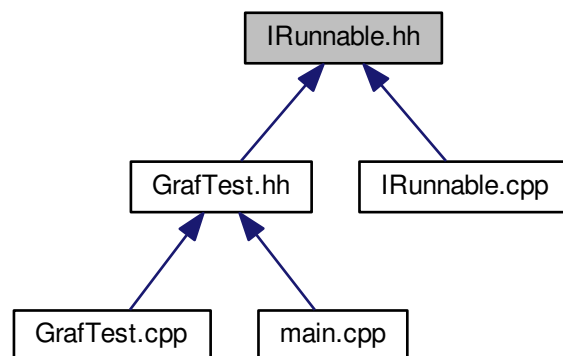 IRunnable.hh
GrafTest.hh
IRunnable.cpp
GrafTest.cpp
main.cpp